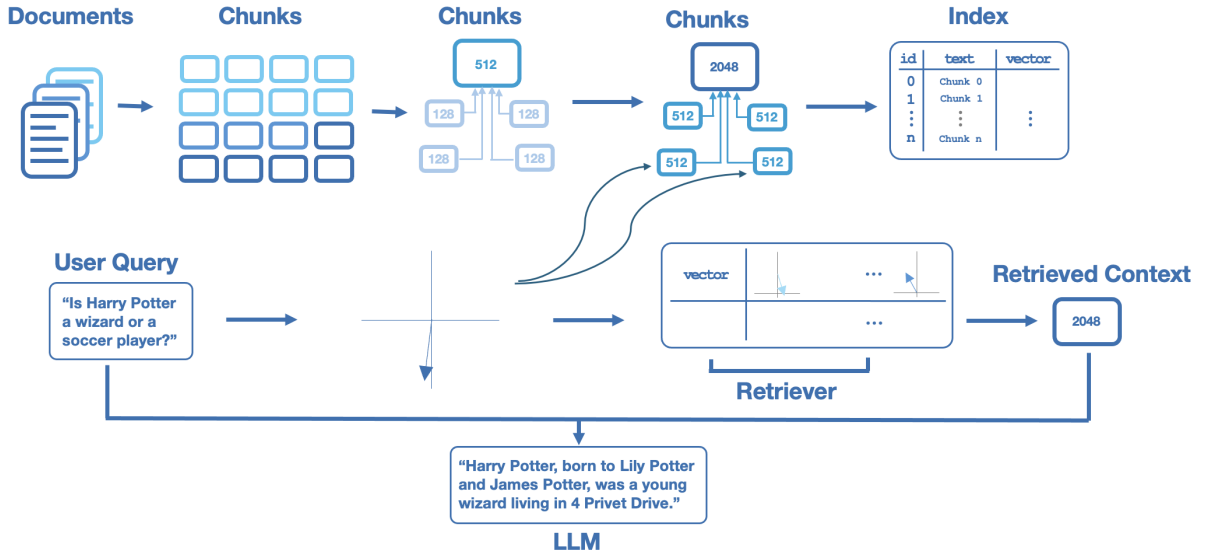 Documents
Chunks
Chunks
Chunks
Index
512
128
128
128
128
2048
512
512
512
512
id text vector
0 Chunk 0
1 Chunk 1
⋮ ⋮ ⋮
n Chunk n
User Query
“Is Harry Potter
a wizard or a
soccer player?”
vector ...
...
Retriever
Retrieved Context
2048
“Harry Potter, born to Lily Potter
and James Potter, was a young
wizard living in 4 Privet Drive.”
LLM